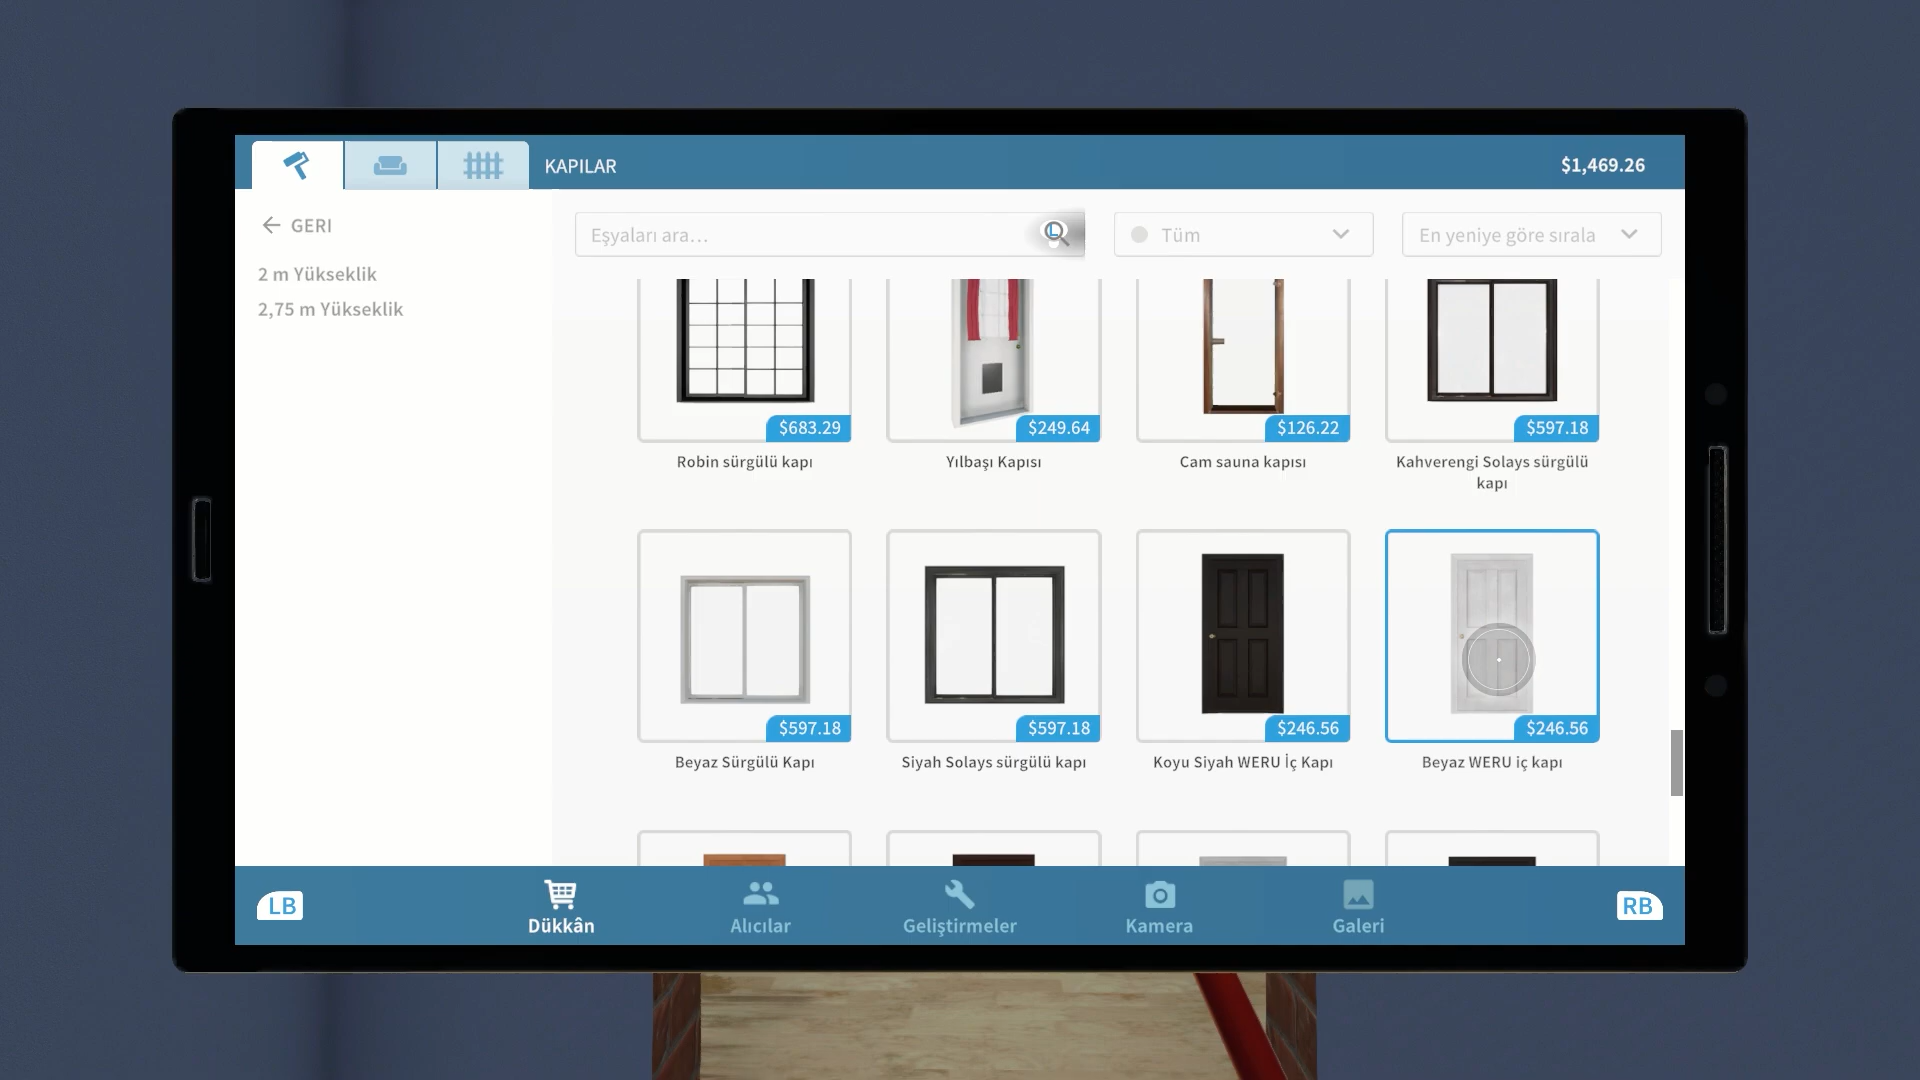 KAPILAR
$1,469.26
GERI
2 m Yükseklik
2,75 m Yükseklik
Eşyaları ara...
Tüm
En yeniye göre sırala
$683.29
$249.64
$126.22
$597.18
Robin sürgülü kapı
Yılbaşı Kapısı
Cam sauna kapısı
Kahverengi Solays sürgülü
kapı
$597.18
$597.18
$246.56
$246.56
Beyaz Sürgülü Kapı
Siyah Solays sürgülü kapı
Koyu Siyah WERU İç Kapı
Beyaz WERU iç kapı
LB
Dükkân
Alıcılar
Geliştirmeler
Kamera
Galeri
RB